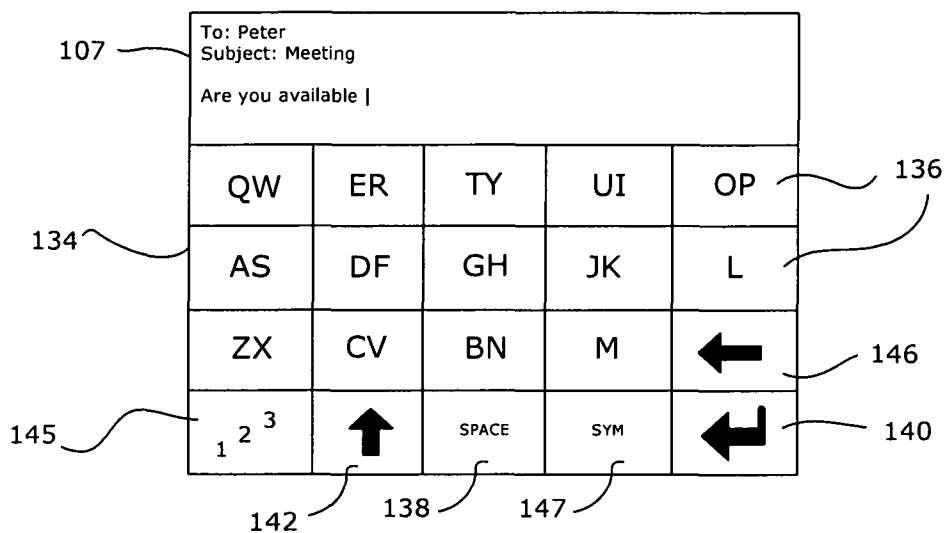 To: Peter
107
Subject: Meeting
Are you available |
QW ER TY UI OP 136
134
AS DF GH JK L
ZX CV BN M
146
145 1 2 3 SPACE SYM 140
142 138 147